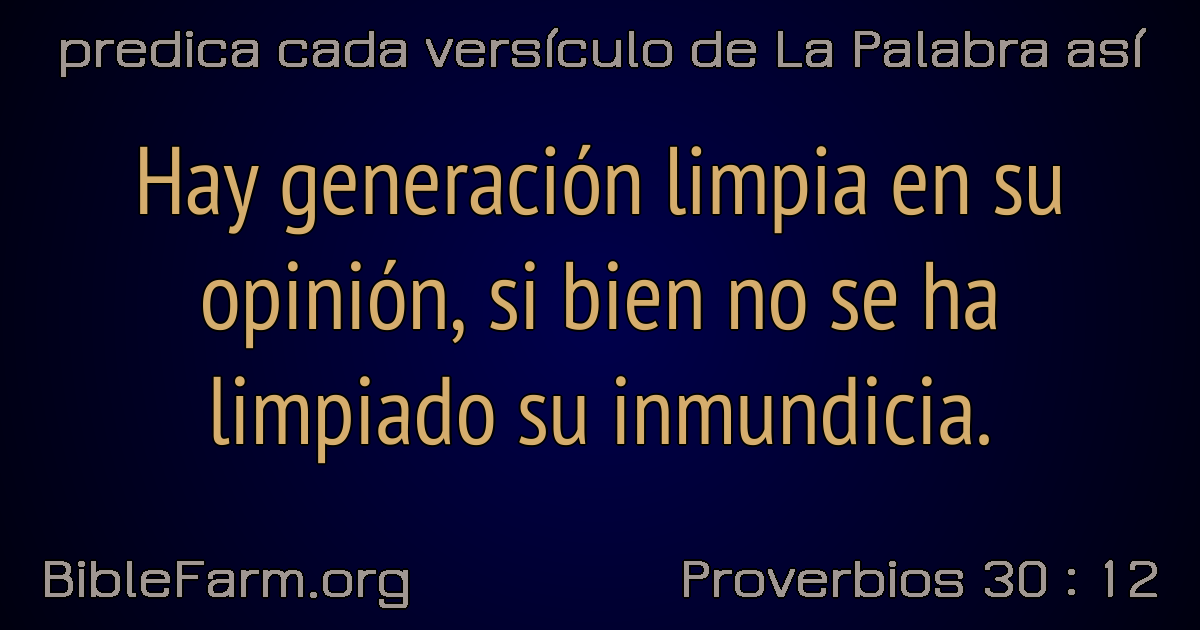 predica cada versículo de La Palabra así
Hay generación limpia en su
opinión, si bien no se ha
limpiado su inmundicia.
BibleFarm.org
Proverbios 30 : 12